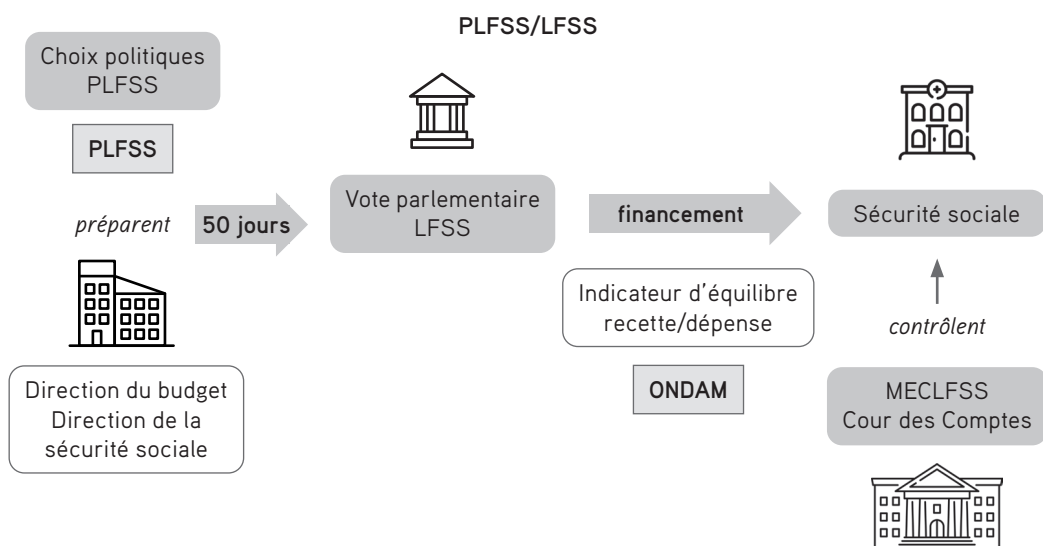 PLFSS/LFSS
Choix politiques
PLFSS
PLFSS
préparent
50 jours
Direction du budget
Direction de la
sécurité sociale
Vote parlementaire
LFSS
financement
Indicateur d’équilibre
recette/dépense
ONDAM
Sécurité sociale
contrôlent
MECLFSS
Cour des Comptes